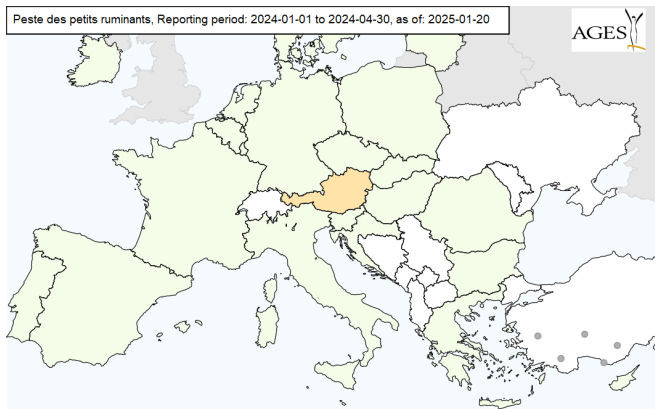 Peste des petits ruminants, Reporting period: 2024-01-01 to 2024-04-30, as of: 2025-01-20
AGES